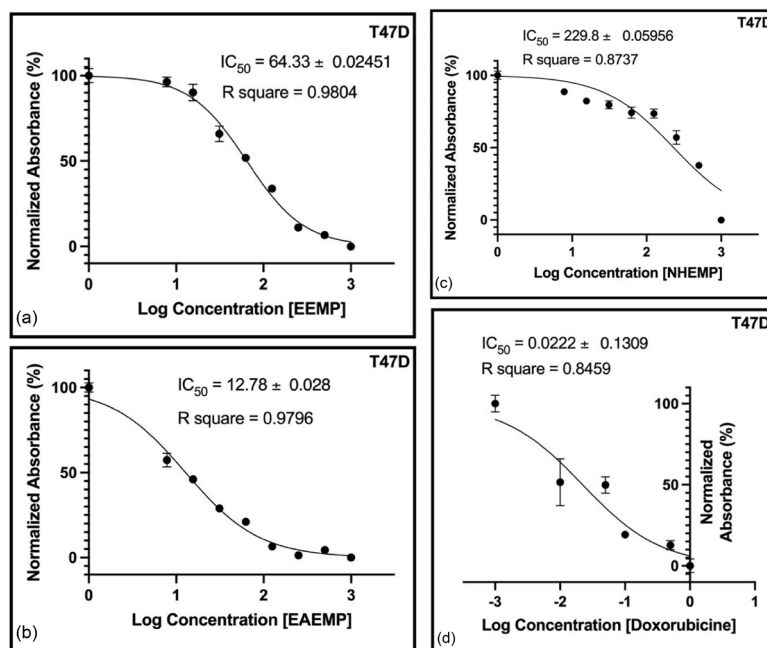 T47D
IC50 = 64.33 ± 0.02451
R square = 0.9804
Normalized Absorbance (%)
100
50
0
0
1
2
3
Log Concentration [EEMP]
(a)
T47D
IC50 = 12.78 ± 0.028
R square = 0.9796
Normalized Absorbance (%)
100
50
0
0
1
2
3
Log Concentration [EAEMP]
(b)
T47D
IC50 = 229.8 ± 0.05956
R square = 0.8737
Normalized Absorbance (%)
100
50
0
0
1
2
3
Log Concentration [NHEMP]
(c)
T47D
IC50 = 0.0222 ± 0.1309
R square = 0.8459
Normalized
Absorbance (%)
100
50
0
-3
-2
-1
0
1
Log Concentration [Doxorubicine]
(d)